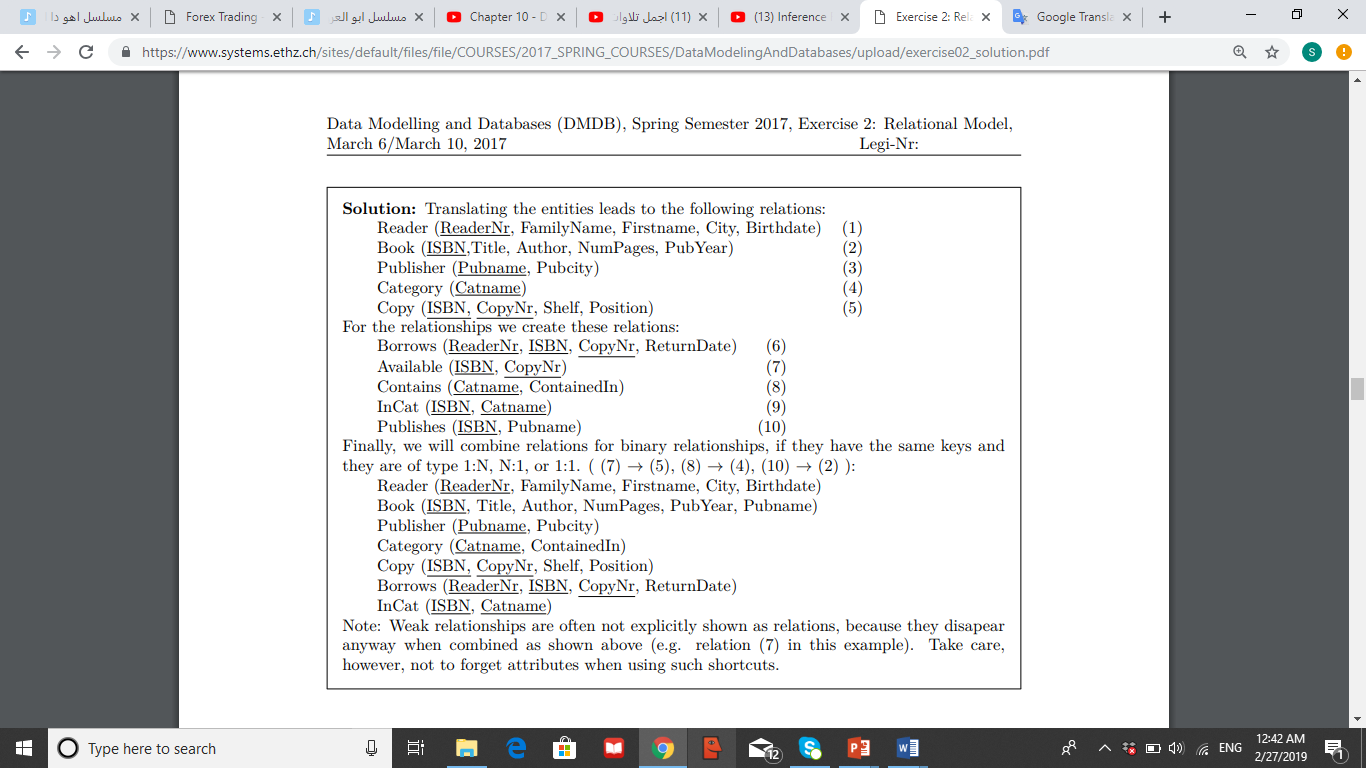 مسلسل اهو دا
Forex Trading
مسلسل ابو العر
Chapter 10 - D
(11) اجمل تلاوا
(13) Inference
Exercise 2: Rel
Google Transla
https://www.systems.ethz.ch/sites/default/files/file/COURSES/2017_SPRING_COURSES/DataModelingAndDatabases/upload/exercise02_solution.pdf
S
Data Modelling and Databases (DMDB), Spring Semester 2017, Exercise 2: Relational Model,
March 6/March 10, 2017 Legi-Nr:
Solution: Translating the entities leads to the following relations:
Reader (ReaderNr, FamilyName, Firstname, City, Birthdate) (1)
Book (ISBN,Title, Author, NumPages, PubYear) (2)
Publisher (Pubname, Pubcity) (3)
Category (Catname) (4)
Copy (ISBN, CopyNr, Shelf, Position) (5)
For the relationships we create these relations:
Borrows (ReaderNr, ISBN, CopyNr, ReturnDate) (6)
Available (ISBN, CopyNr) (7)
Contains (Catname, ContainedIn) (8)
InCat (ISBN, Catname) (9)
Publishes (ISBN, Pubname) (10)
Finally, we will combine relations for binary relationships, if they have the same keys and
they are of type 1:N, N:1, or 1:1. ( (7) → (5), (8) → (4), (10) → (2) ):
Reader (ReaderNr, FamilyName, Firstname, City, Birthdate)
Book (ISBN, Title, Author, NumPages, PubYear, Pubname)
Publisher (Pubname, Pubcity)
Category (Catname, ContainedIn)
Copy (ISBN, CopyNr, Shelf, Position)
Borrows (ReaderNr, ISBN, CopyNr, ReturnDate)
InCat (ISBN, Catname)
Note: Weak relationships are often not explicitly shown as relations, because they disapear
anyway when combined as shown above (e.g. relation (7) in this example). Take care,
however, not to forget attributes when using such shortcuts.
Type here to search
12
ENG
12:42 AM
2/27/2019
1